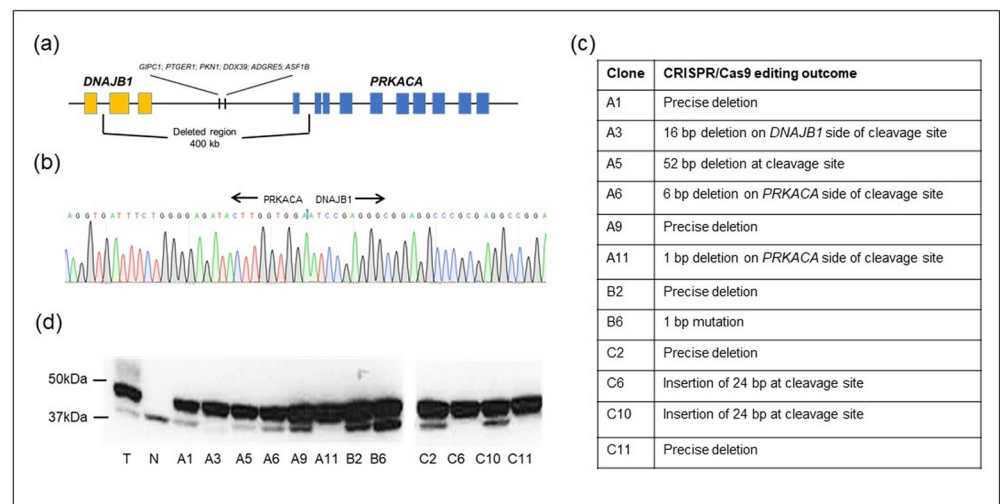 (a)
GIPC1; PTGER1; PKN1; DDX39; ADGRE5; ASF1B
DNAJB1
PRKACA
Deleted region
400 kb
(b)
PRKACA DNAJB1
AGGTGATTTCTGGGGAGATACTTGGTGGAATCCGAGGGCGGAGGCCCGCGAGGCCGGA
(d)
50kDa
37kDa
T N A1 A3 A5 A6 A9 A11 B2 B6 C2 C6 C10 C11
(c)
Clone CRISPR/Cas9 editing outcome
A1 Precise deletion
A3 16 bp deletion on DNAJB1 side of cleavage site
A5 52 bp deletion at cleavage site
A6 6 bp deletion on PRKACA side of cleavage site
A9 Precise deletion
A11 1 bp deletion on PRKACA side of cleavage site
B2 Precise deletion
B6 1 bp mutation
C2 Precise deletion
C6 Insertion of 24 bp at cleavage site
C10 Insertion of 24 bp at cleavage site
C11 Precise deletion